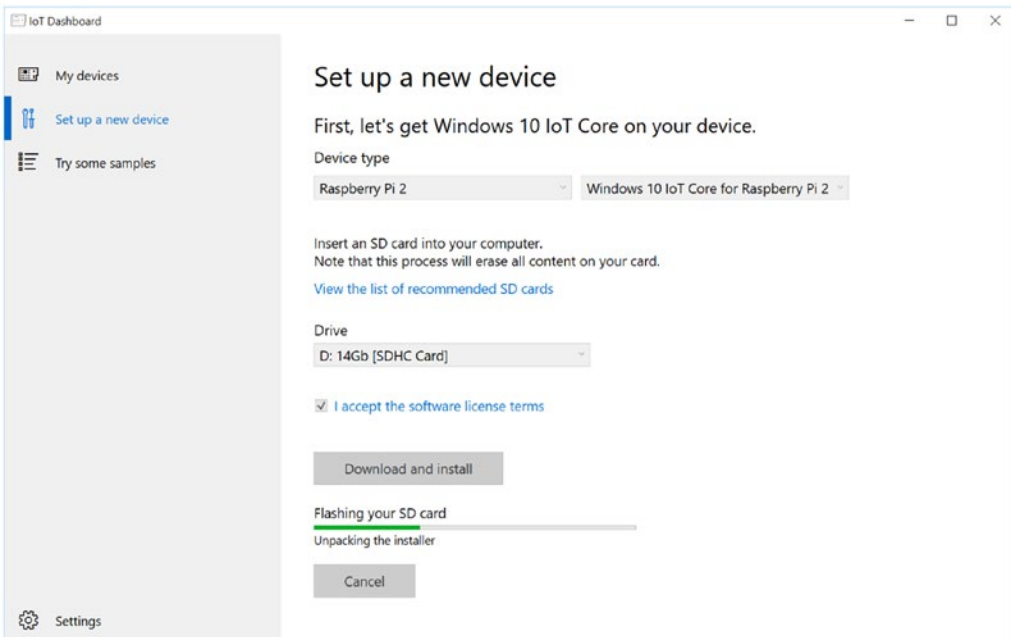 IoT Dashboard
My devices
Set up a new device
Try some samples
Settings
Set up a new device
First, let's get Windows 10 IoT Core on your device.
Device type
Raspberry Pi 2 Windows 10 IoT Core for Raspberry Pi 2
Insert an SD card into your computer.
Note that this process will erase all content on your card.
View the list of recommended SD cards
Drive
D: 14Gb [SDHC Card]
I accept the software license terms
Download and install
Flashing your SD card
Unpacking the installer
Cancel